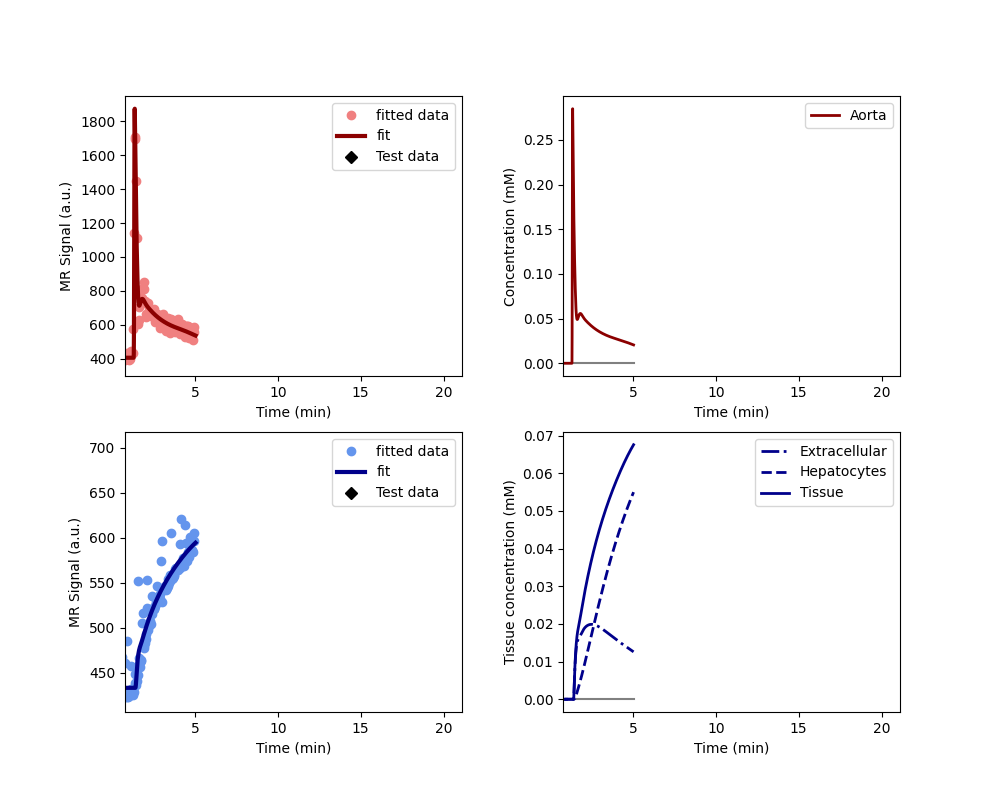 1800
1600
1400
1200
1000
800
600
400
MR Signal (a.u.)
5
10
15
20
Time (min)
fitted data
fit
Test data
0.25
0.20
0.15
0.10
0.05
0.00
Concentration (mM)
5
10
15
20
Time (min)
Aorta
700
650
600
550
500
450
MR Signal (a.u.)
5
10
15
20
Time (min)
fitted data
fit
Test data
0.07
0.06
0.05
0.04
0.03
0.02
0.01
0.00
Tissue concentration (mM)
5
10
15
20
Time (min)
Extracellular
Hepatocytes
Tissue